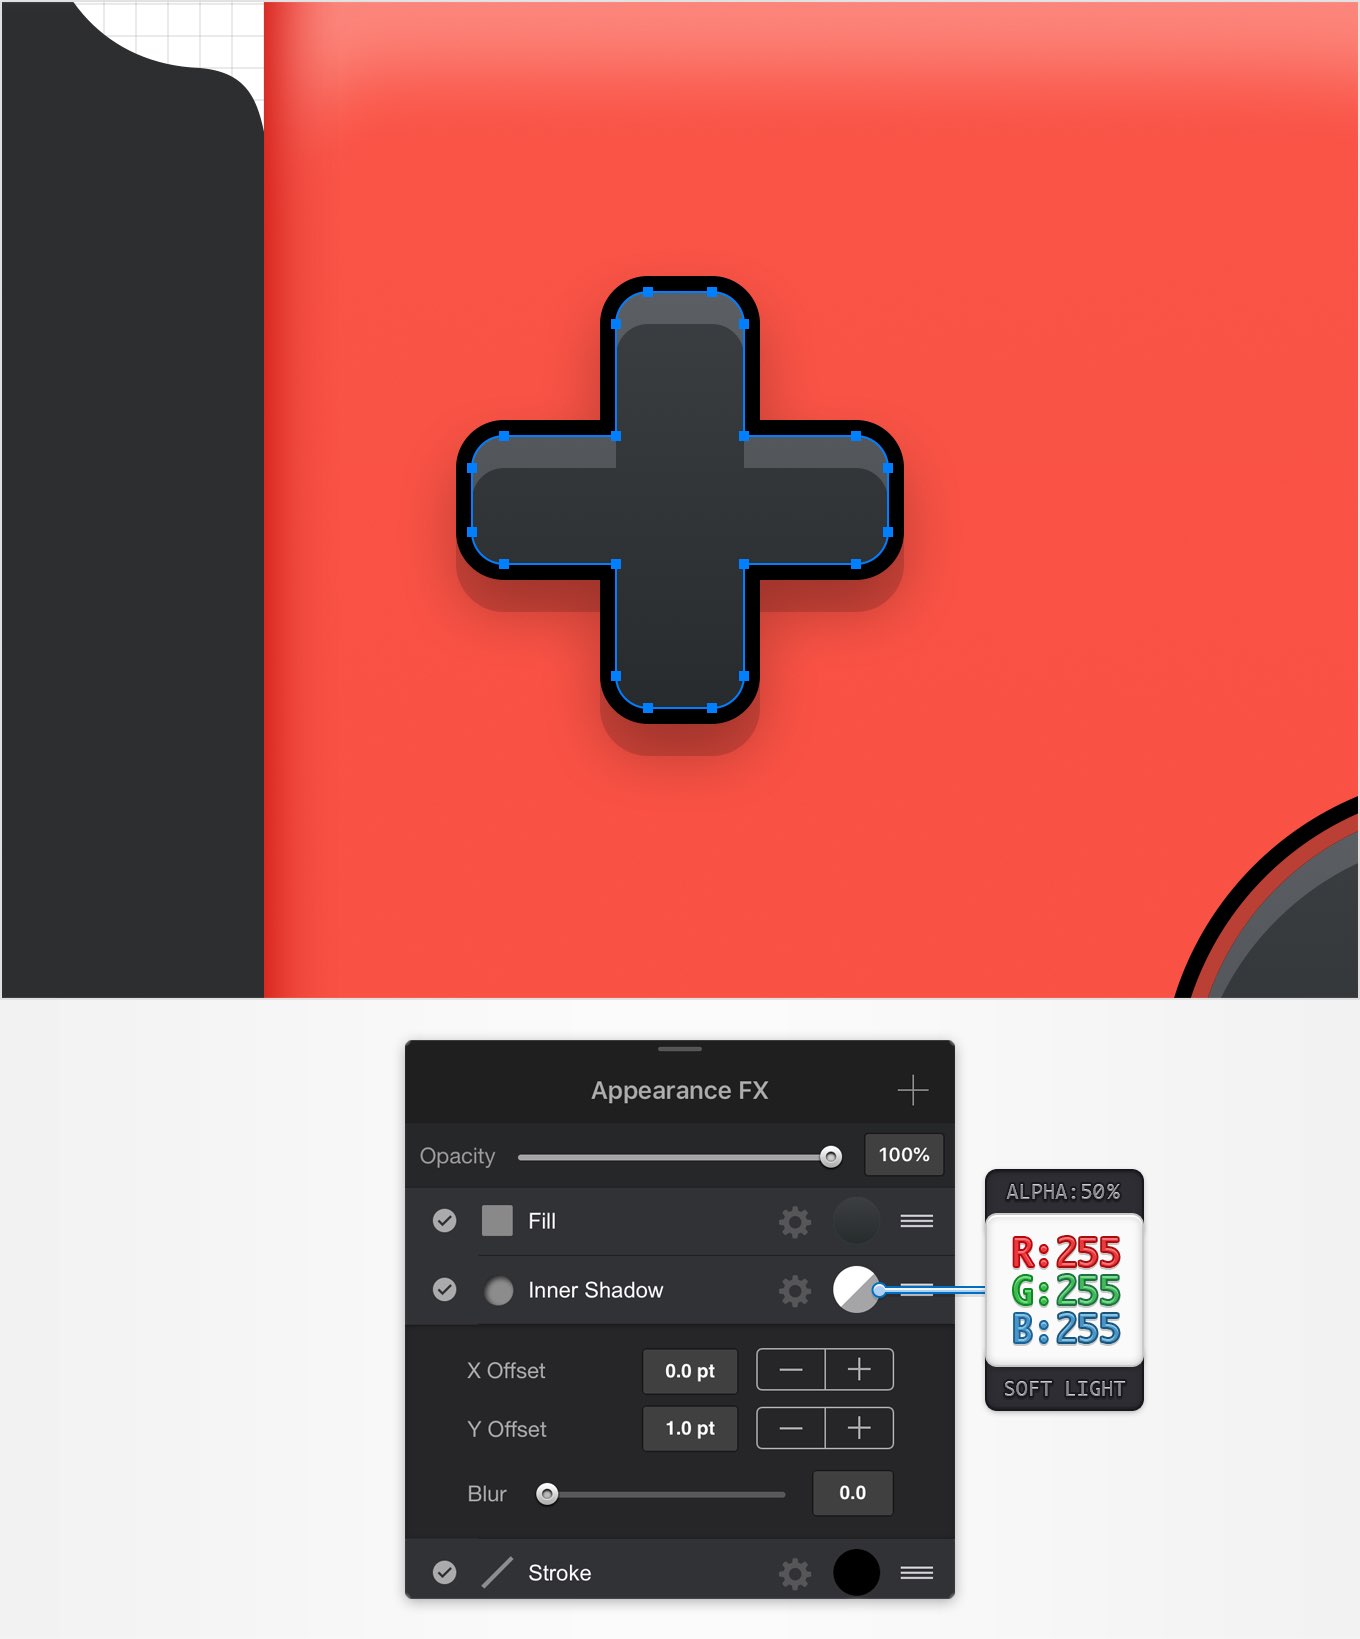 Appearance FX
Opacity 100%
Fill
Inner Shadow
X Offset 0.0 pt
Y Offset 1.0 pt
Blur 0.0
Stroke
ALPHA:50%
R:255
G:255
B:255
SOFT LIGHT